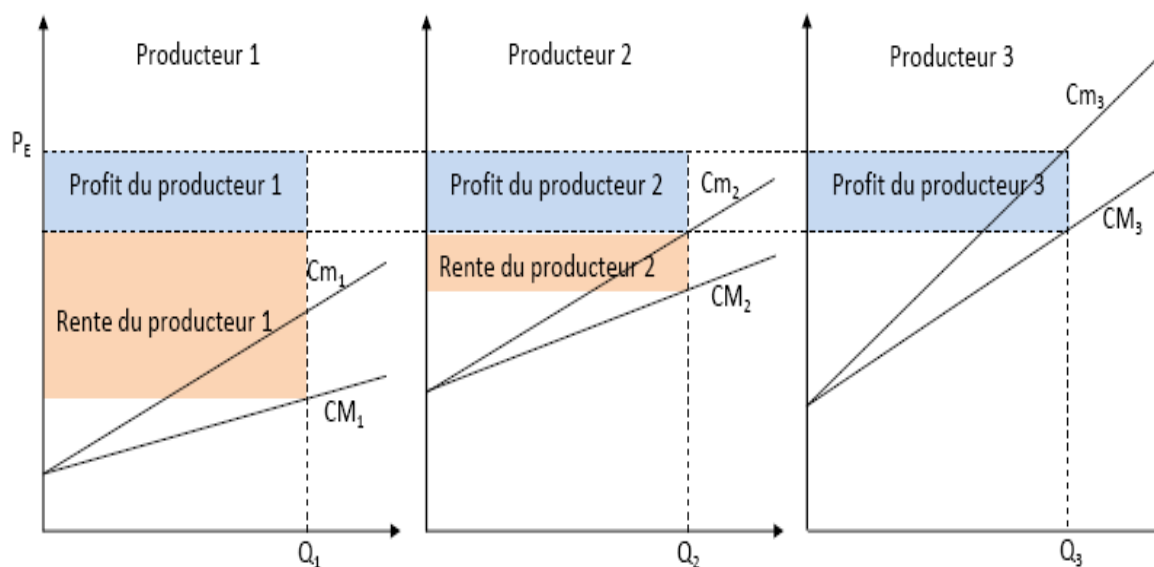 Producteur 1
Producteur 2
Producteur 3
Cm₃
P_E
Profit du producteur 1
Profit du producteur 2
Profit du producteur 3
Cm₂
CM₃
Cm₁
Rente du producteur 2
CM₂
Rente du producteur 1
CM₁
Q₁
Q₂
Q₃